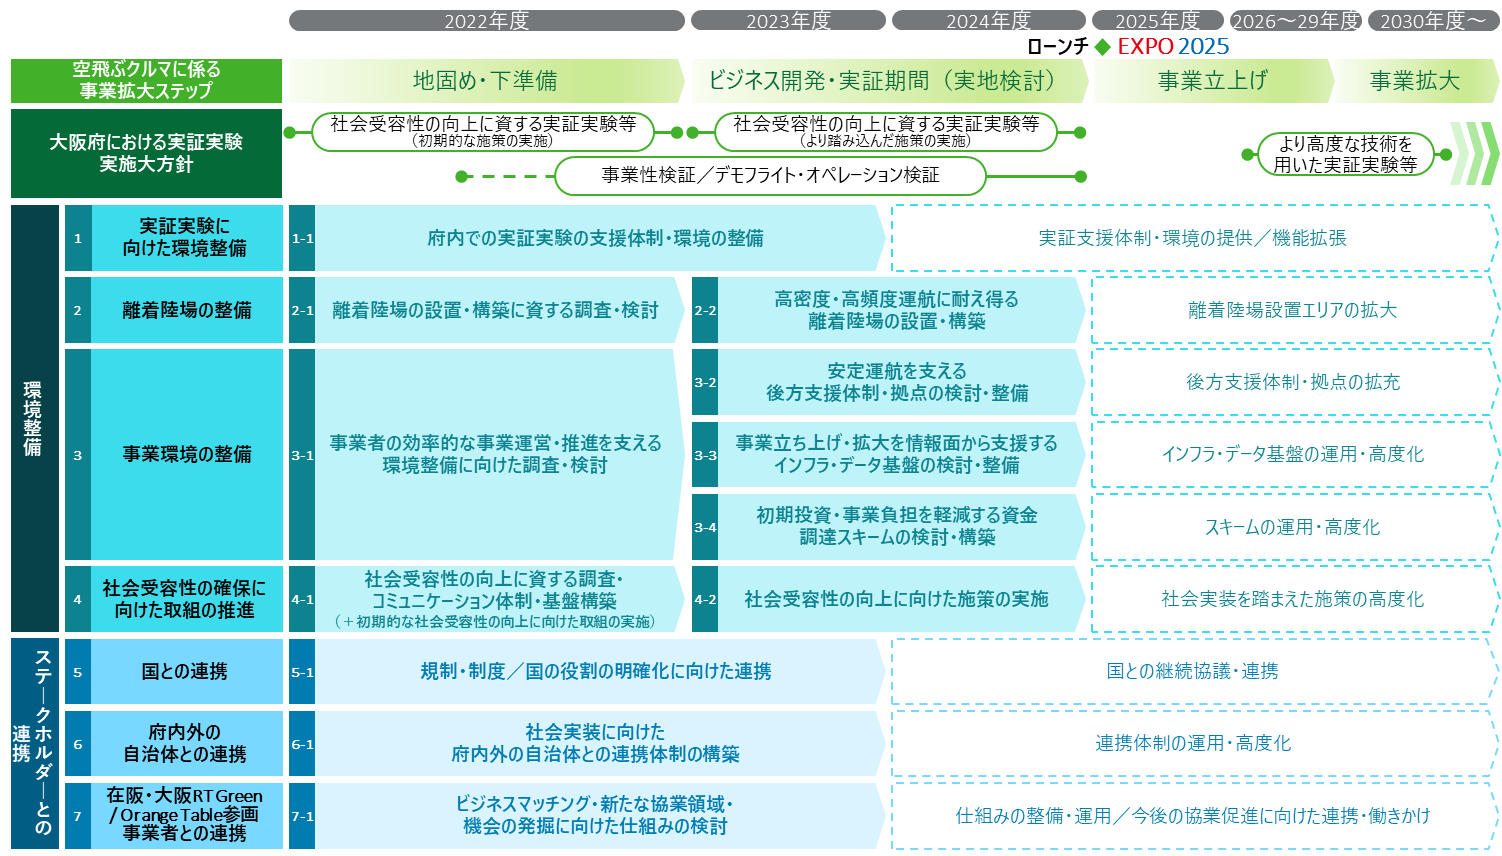 2022年度
2023年度
2024年度
2025年度
2026～29年度
2030年度～
ローンチ ◆ EXPO 2025
空飛ぶクルマに係る
事業拡大ステップ
地固め・下準備
ビジネス開発・実証期間（実地検討）
事業立上げ
事業拡大
大阪府における実証実験
実施大方針
社会受容性の向上に資する実証実験等
（初期的な施策の実施）
社会受容性の向上に資する実証実験等
（より踏み込んだ施策の実施）
事業性検証／デモフライト・オペレーション検証
より高度な技術を
用いた実証実験等
環境整備
1
実証実験に
向けた環境整備
1-1
府内での実証実験の支援体制・環境の整備
実証支援体制・環境の提供／機能拡張
2
離着陸場の整備
2-1
離着陸場の設置・構築に資する調査・検討
2-2
高密度・高頻度運航に耐え得る
離着陸場の設置・構築
離着陸場設置エリアの拡大
3
事業環境の整備
3-1
事業者の効率的な事業運営・推進を支える
環境整備に向けた調査・検討
3-2
安定運航を支える
後方支援体制・拠点の検討・整備
後方支援体制・拠点の拡充
3-3
事業立ち上げ・拡大を情報面から支援する
インフラ・データ基盤の検討・整備
インフラ・データ基盤の運用・高度化
3-4
初期投資・事業負担を軽減する資金
調達スキームの検討・構築
スキームの運用・高度化
4
社会受容性の確保に
向けた取組の推進
4-1
社会受容性の向上に資する調査・
コミュニケーション体制・基盤構築
（＋初期的な社会受容性の向上に向けた取組の実施）
4-2
社会受容性の向上に向けた施策の実施
社会実装を踏まえた施策の高度化
ステークホルダーとの
連携
5
国との連携
5-1
規制・制度／国の役割の明確化に向けた連携
国との継続協議・連携
6
府内外の
自治体との連携
6-1
社会実装に向けた
府内外の自治体との連携体制の構築
連携体制の運用・高度化
7
在阪・大阪RT Green
/ Orange Table参画
事業者との連携
7-1
ビジネスマッチング・新たな協業領域・
機会の発掘に向けた仕組みの検討
仕組みの整備・運用／今後の協業促進に向けた連携・働きかけ